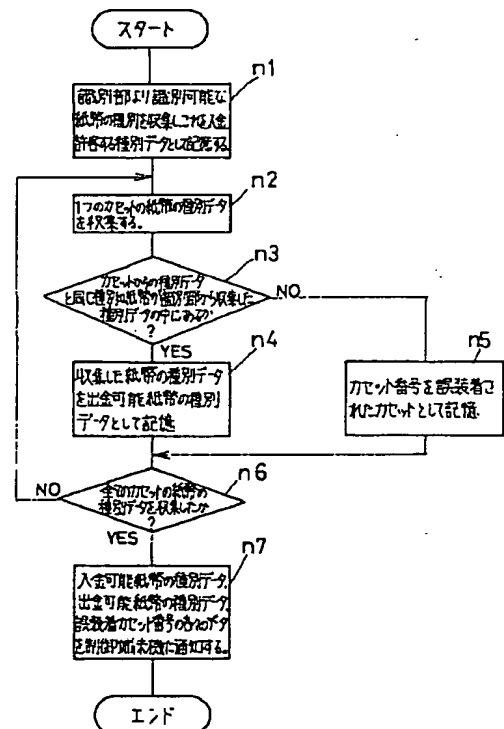 スタート
n1
識別部より識別可能な
紙幣の種別を収集しこれを入金
許容する種別データとして記憶する。
n2
1つのカセットの紙幣の種別データ
を収集する。
n3
カセットからの種別データ
と同じ種別の紙幣が識別部から収集した
種別データの中にあるか
?
NO
YES
n4
収集した紙幣の種別データ
を出金可能紙幣の種別
データとして記憶
n5
カセット番号を誤装着さ
れたカセットとして記憶.
n6
全てのカセットの紙幣の
種別データを収集したか
?
NO
YES
n7
入金可能紙幣の種別データ,
出金可能紙幣の種別データ,
誤装着カセット番号の各々のデータ
を制御部
に通知する。
エンド